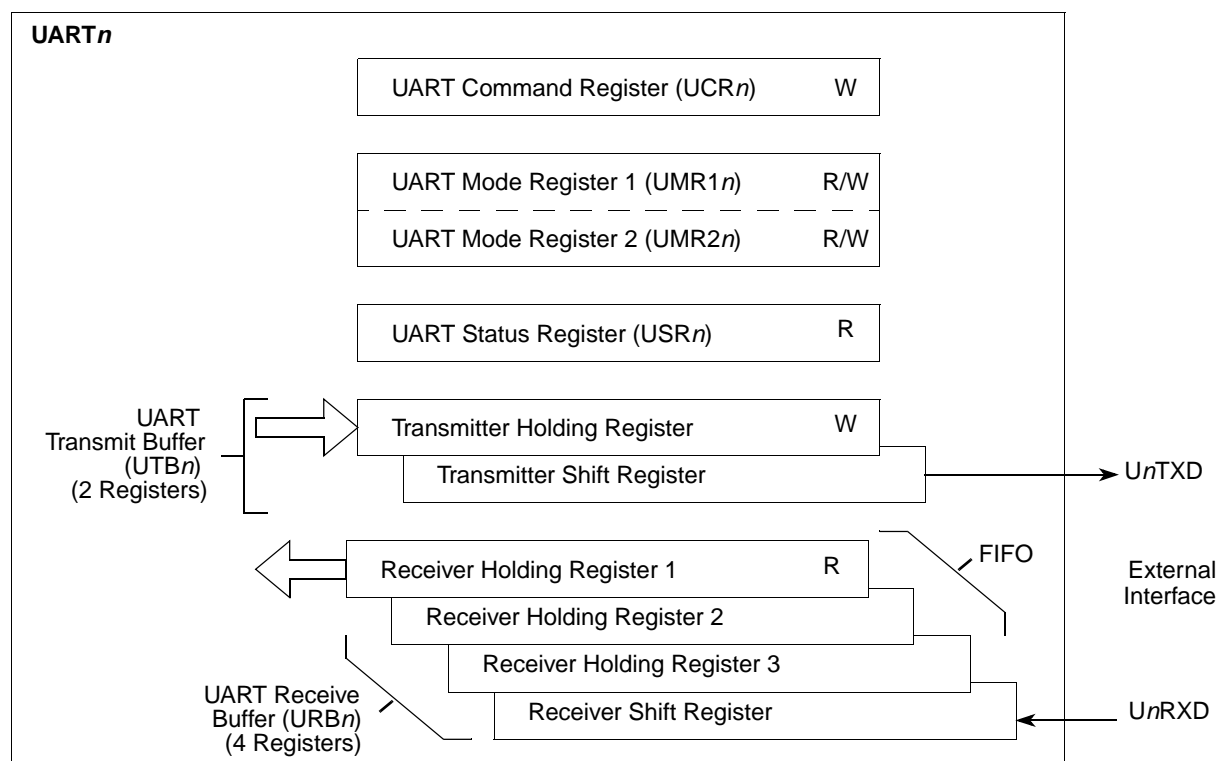 UARTn
UART Command Register (UCRn) W
UART Mode Register 1 (UMR1n) R/W
UART Mode Register 2 (UMR2n) R/W
UART Status Register (USRn) R
UART
Transmit Buffer
(UTBn)
(2 Registers)
Transmitter Holding Register W
Transmitter Shift Register
UnTXD
FIFO
External
Interface
Receiver Holding Register 1 R
Receiver Holding Register 2
Receiver Holding Register 3
Receiver Shift Register
UART Receive
Buffer (URBn)
(4 Registers)
UnRXD